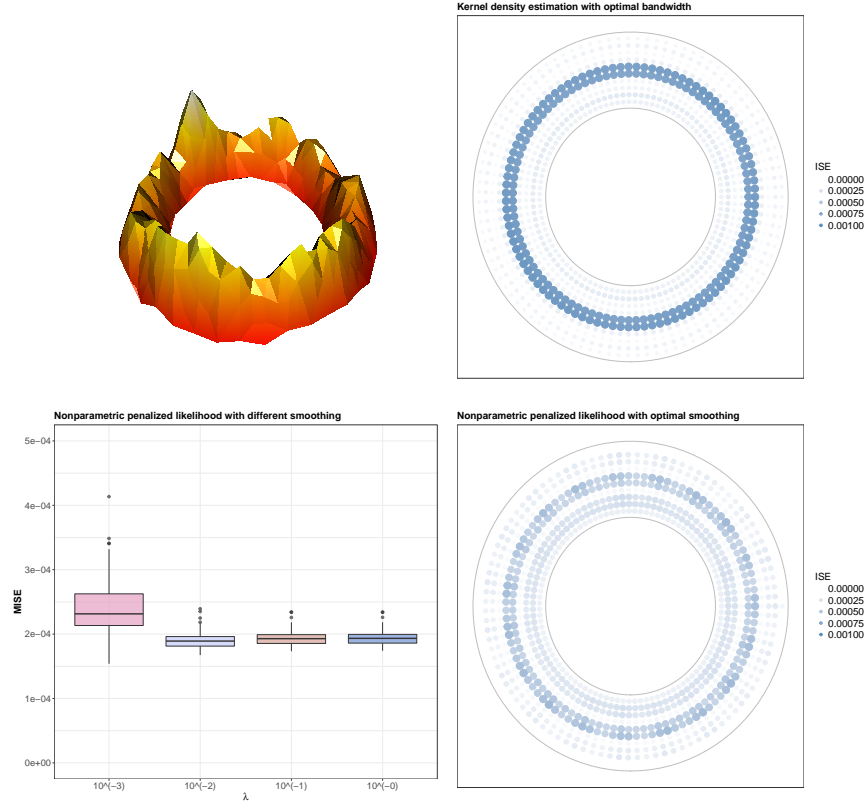 Kernel density estimation with optimal bandwidth
ISE
0.00000
0.00025
0.00050
0.00075
0.00100
Nonparametric penalized likelihood with different smoothing
5e−04
4e−04
3e−04
2e−04
1e−04
0e+00
MISE
10^(−3)
10^(−2)
10^(−1)
10^(−0)
λ
Nonparametric penalized likelihood with optimal smoothing
ISE
0.00000
0.00025
0.00050
0.00075
0.00100